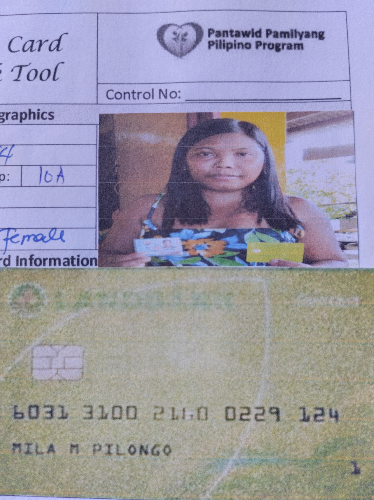 Card
Tool
Pantawid Pamilyang
Pilipino Program
Control No:
graphics
4
p: 10A
Female
rd Information
LANDBANK
6031 3100 0229 124
MILA M PILONGO
1